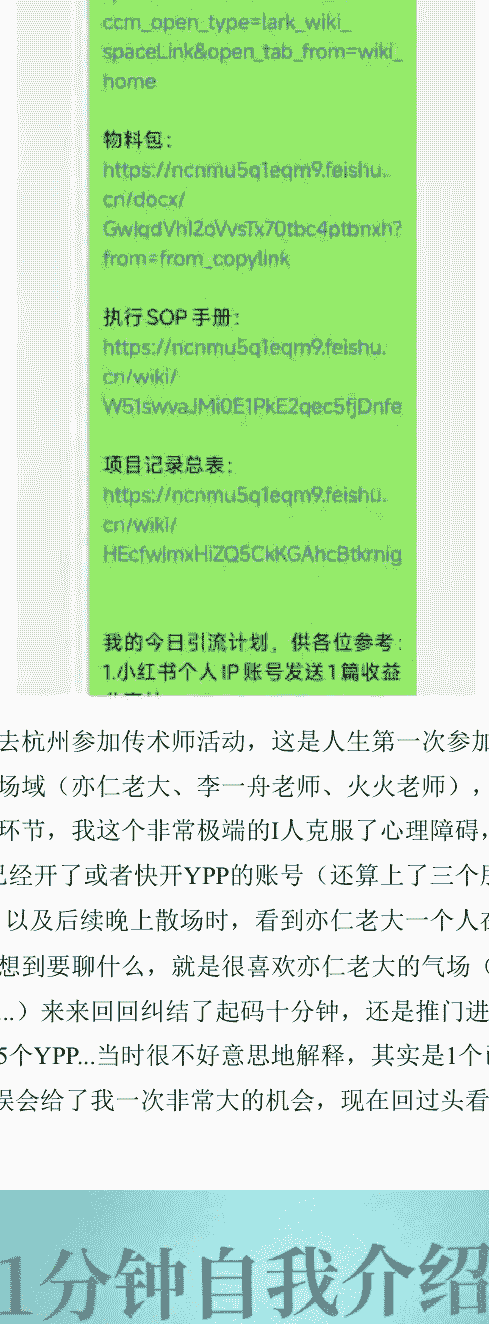 ccm_open_type=lark_wiki_
spaceLink&open_tab_from=wiki_
home
物料包：
https://ncnmu5q1eqm9.feishu.
cn/docx/
GwlqdVhI2oVvsTx70tbc4ptbnxh?
from=from_copylink
执行 SOP 手册：
https://ncnmu5q1eqm9.feishu.
cn/wiki/
W51swvaJMi0E1PkE2qec5fjDnfe
项目记录总表：
https://ncnmu5q1eqm9.feishu.
cn/wiki/
HEcfwlmxHiZQ5CkKGAhcBtkrnig
我的今日引流计划，供各位参考：
1.小红书个人 IP 账号发送 1 篇收益
去杭州参加传术师活动，这是人生第一次参加
场域（亦仁老大、李一舟老师、火火老师），
环节，我这个非常极端的I人克服了心理障碍，
已经开了或者快开YPP的账号（还算上了三个月
，以及后续晚上散场时，看到亦仁老大一个人在
想到要聊什么，就是很喜欢亦仁老大的气场（
...）来来回回纠结了起码十分钟，还是推门进
5个YPP...当时很不好意思地解释，其实是1个已
误会给了我一次非常大的机会，现在回过头看
1分钟自我介绍